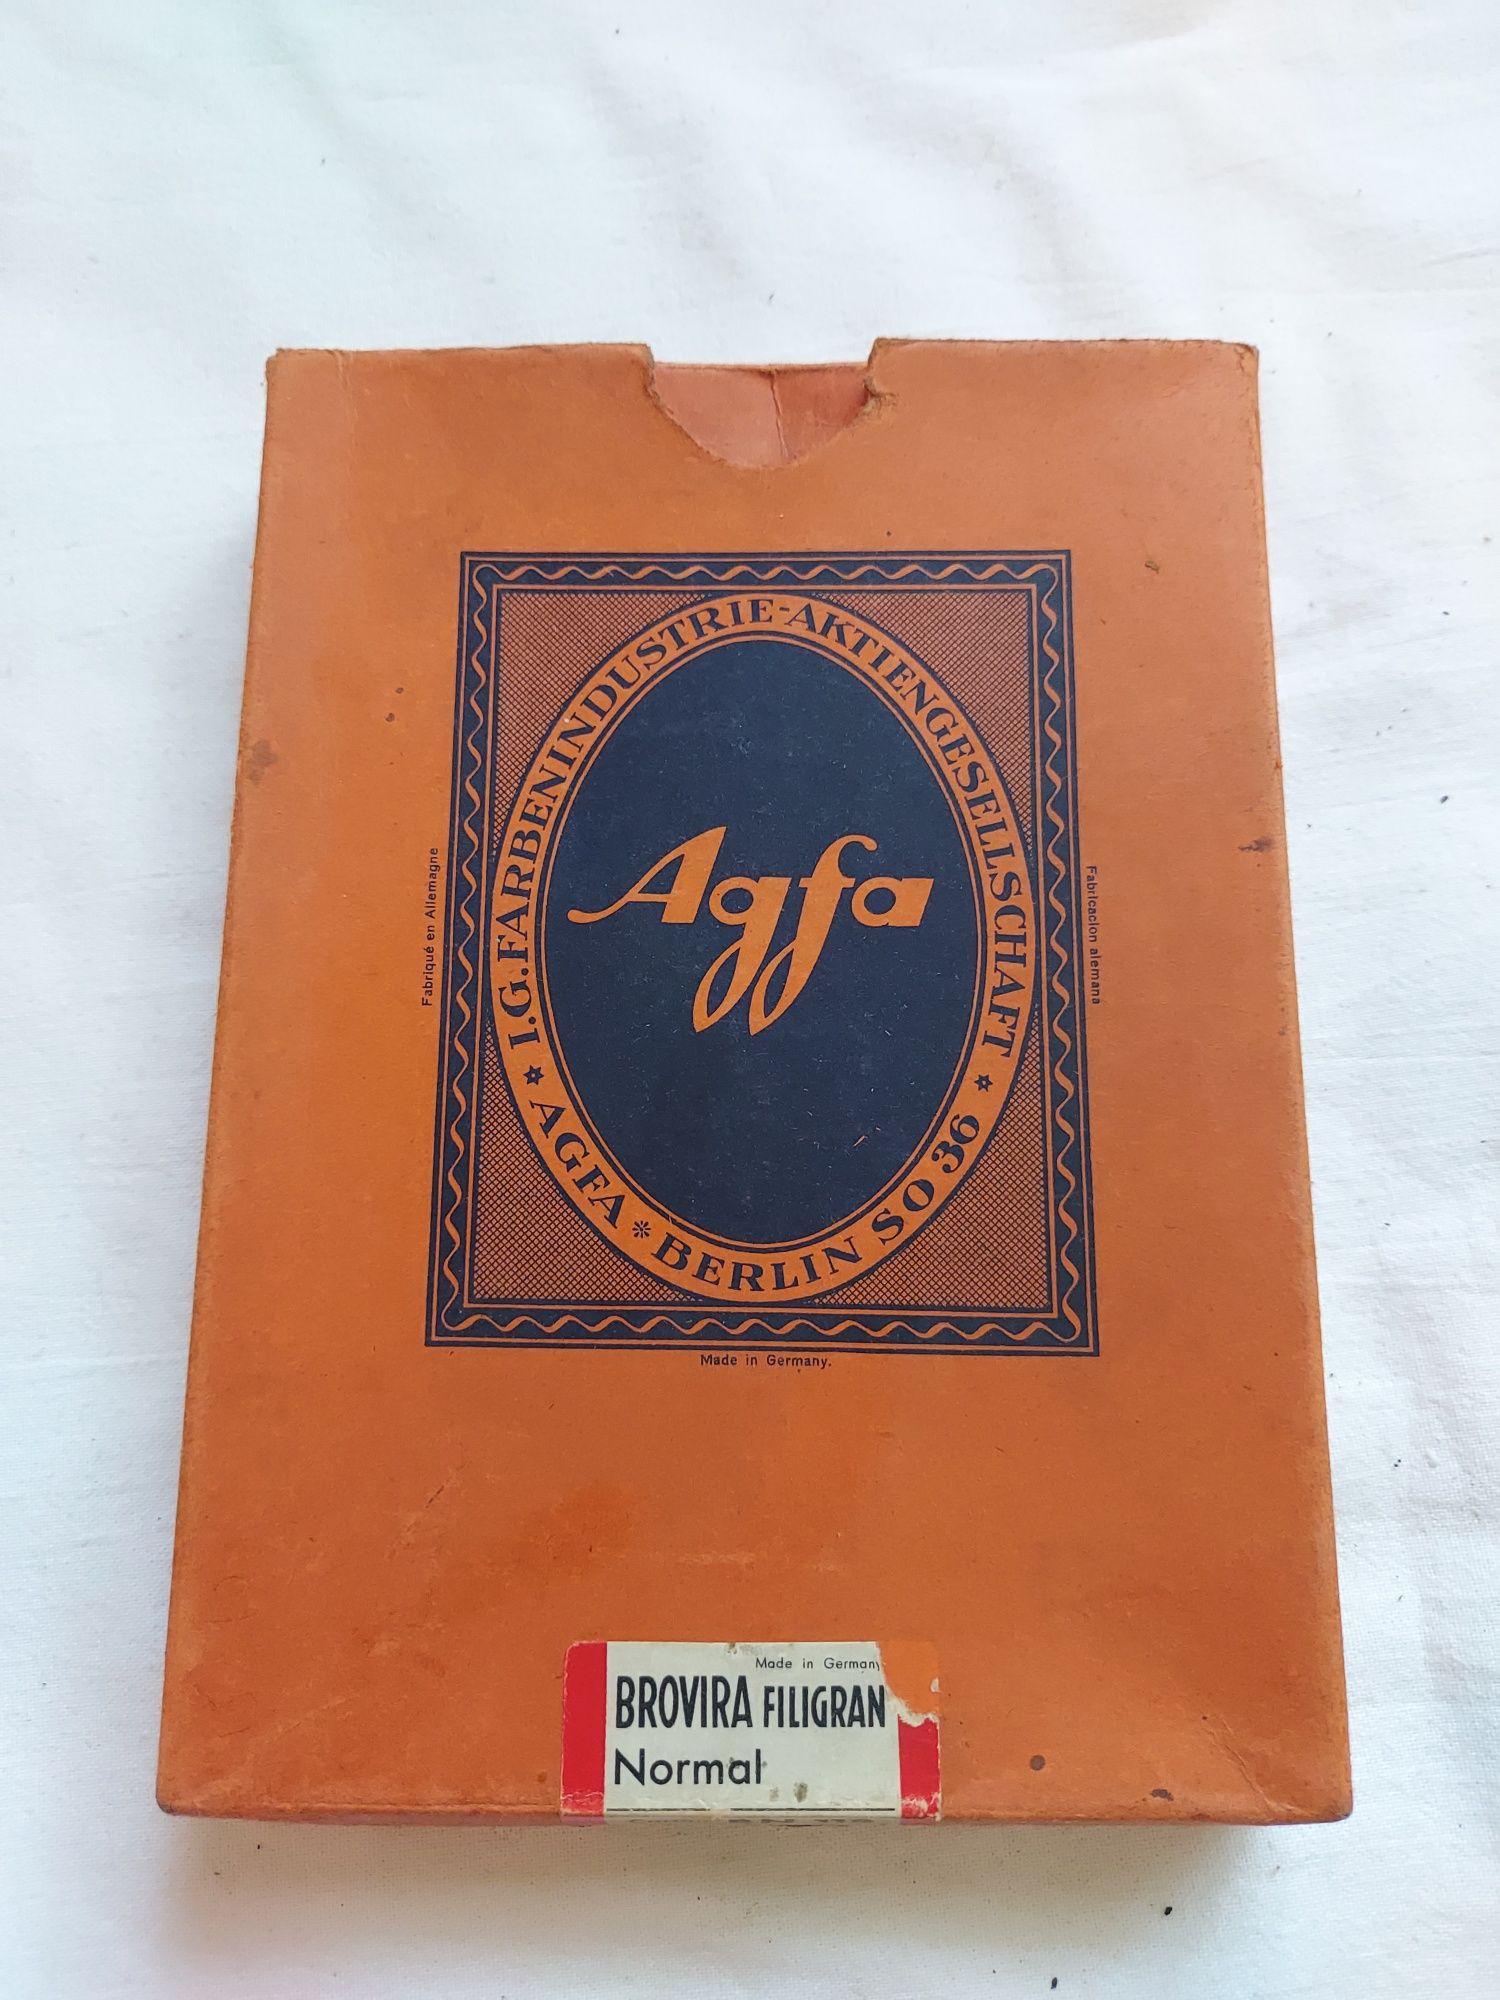 I.G.FARBENINDUSTRIE-AKTIENGESELLSCHAFT
Agfa
AGFA * BERLIN SO 36
Fabriqué en Allemagne
Fabricacion alemana
Made in Germany.
Made in German
BROVIRA FILIGRAN
Normal